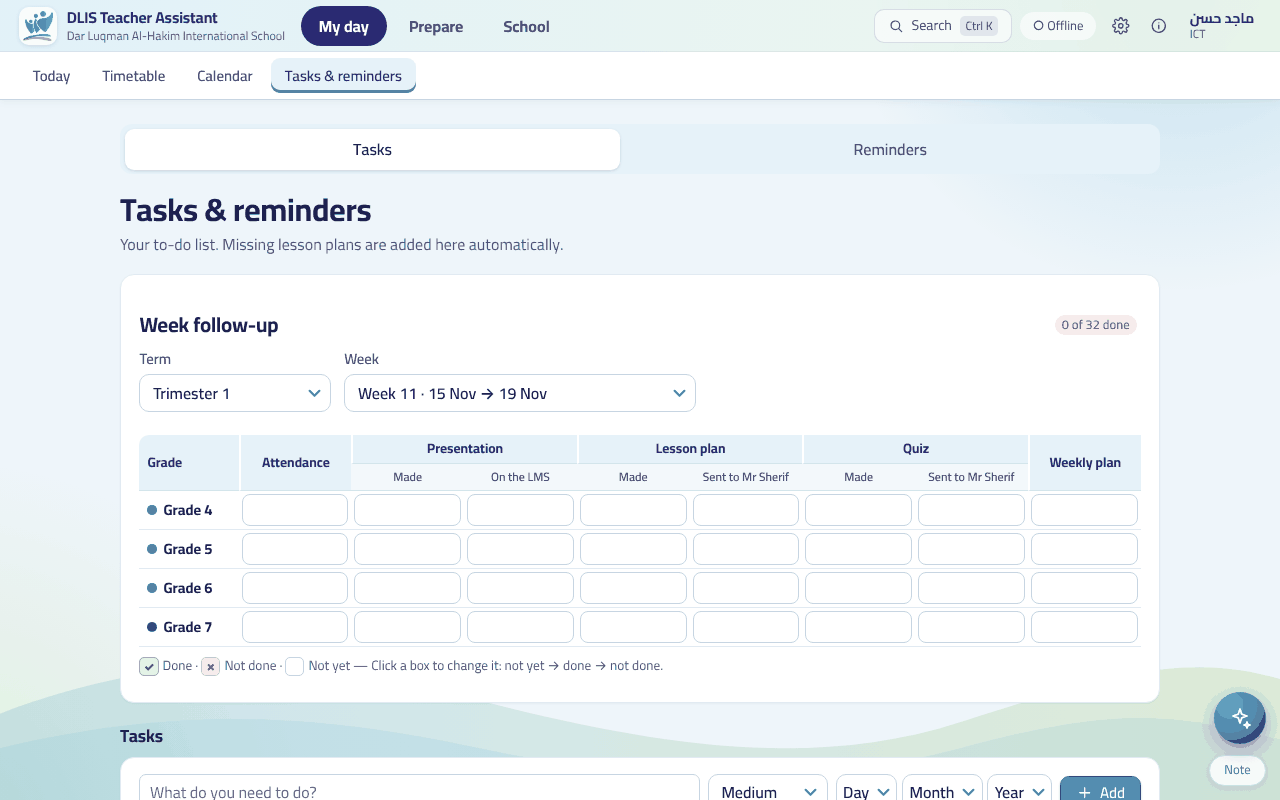 DLIS Teacher Assistant
Dar Luqman Al-Hakim International School
My day
Prepare
School
Search
Ctrl K
Offline
ماجد حسن
ICT
Today
Timetable
Calendar
Tasks & reminders
Tasks
Reminders
Tasks & reminders
Your to-do list. Missing lesson plans are added here automatically.
Week follow-up
0 of 32 done
Term
Week
Trimester 1
Week 11 · 15 Nov → 19 Nov
Grade
Attendance
Presentation
Lesson plan
Quiz
Weekly plan
Made
On the LMS
Made
Sent to Mr Sherif
Made
Sent to Mr Sherif
Grade 4
Grade 5
Grade 6
Grade 7
Done · Not done · Not yet — Click a box to change it: not yet → done → not done.
Tasks
What do you need to do?
Medium
Day
Month
Year
+ Add
Note